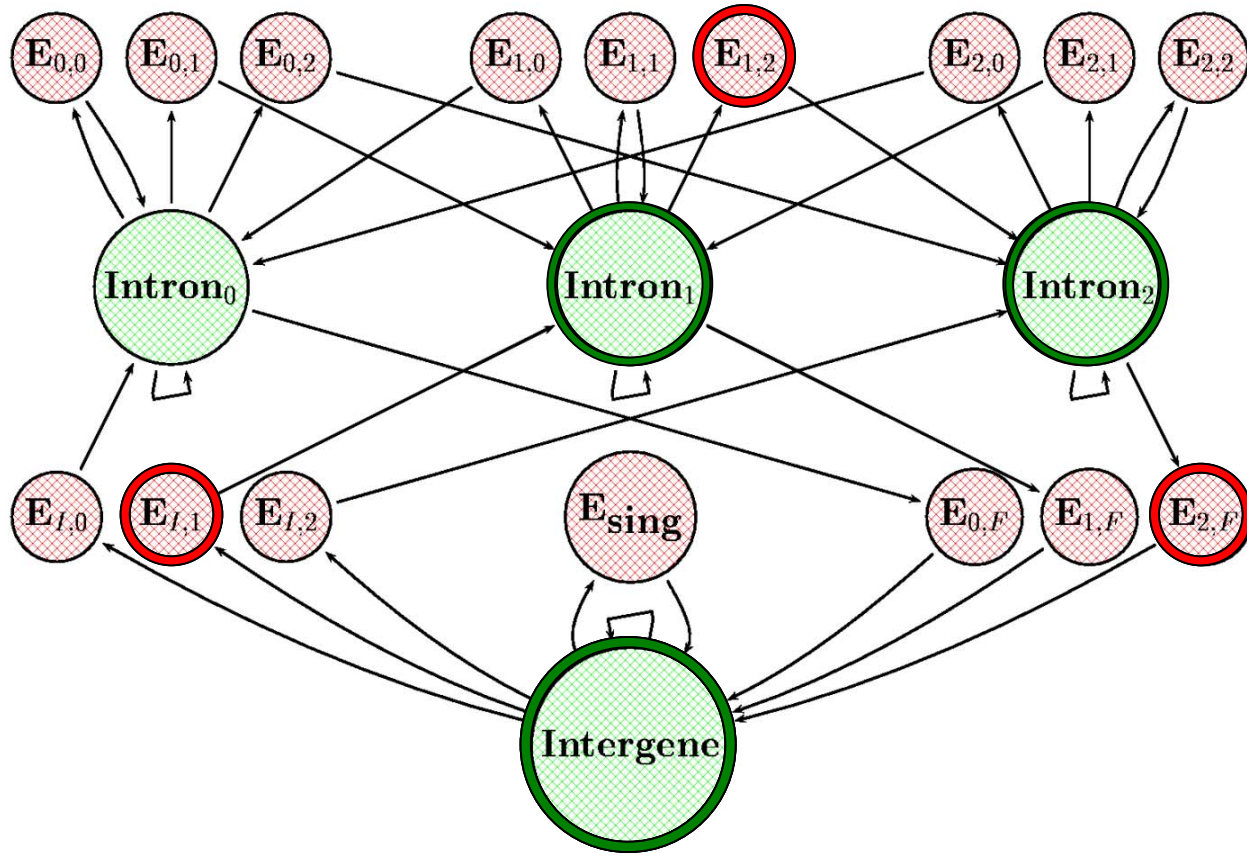 E0,0 E0,1 E0,2 E1,0 E1,1 E1,2 E2,0 E2,1 E2,2
Intron0 Intron1 Intron2
EI,0 EI,1 EI,2 Esing E0,F E1,F E2,F
Intergene